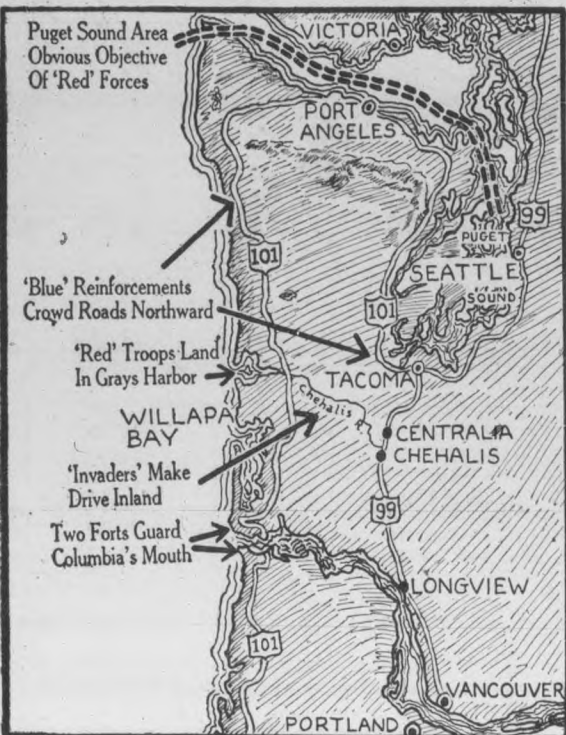 Puget Sound Area
Obvious Objective
Of 'Red' Forces
VICTORIA
PORT
ANGELES
99
PUGET
SEATTLE
SOUND
101
101
'Blue' Reinforcements
Crowd Roads Northward
'Red' Troops Land
In Grays Harbor
TACOMA
Chehalis R.
WILLAPA
BAY
CENTRALIA
CHEHALIS
'Invaders' Make
Drive Inland
99
Two Forts Guard
Columbia's Mouth
LONGVIEW
101
VANCOUVER
PORTLAND